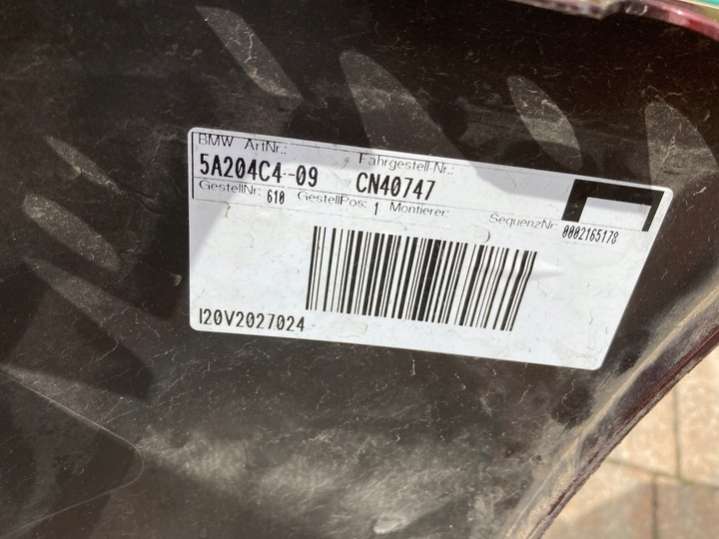 BMW ArtNr.: Fahrgestell-Nr.:
5A204C4-09 CN40747
GestellNr: 610 GestellPos: 1 Montierer: SequenzNr: 0002165178
I20V2027024